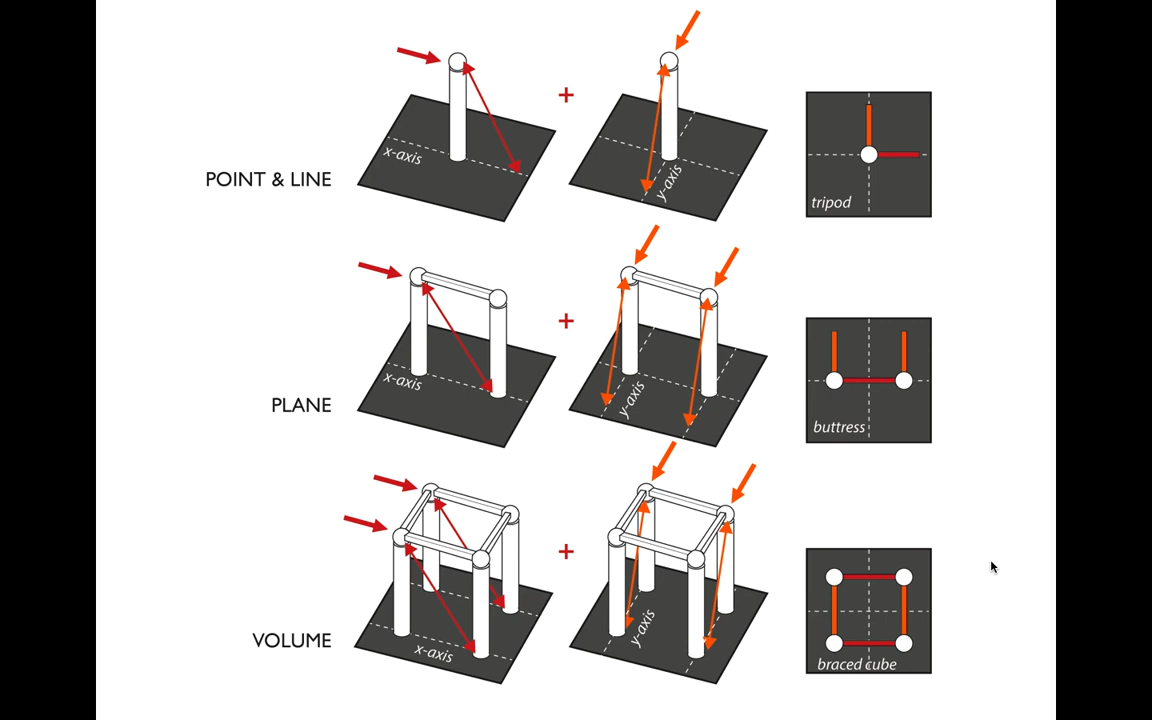 x-axis
y-axis
POINT & LINE
tripod
x-axis
y-axis
PLANE
buttress
x-axis
y-axis
VOLUME
braced cube